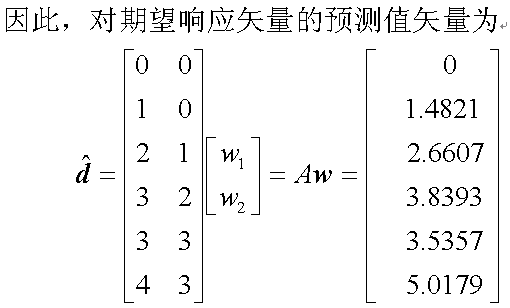 因此，对期望响应矢量的预测值矢量为
d̂ = [0 0; 1 0; 2 1; 3 2; 3 3; 4 3] [w₁; w₂] = Aw = [0; 1.4821; 2.6607; 3.8393; 3.5357; 5.0179]